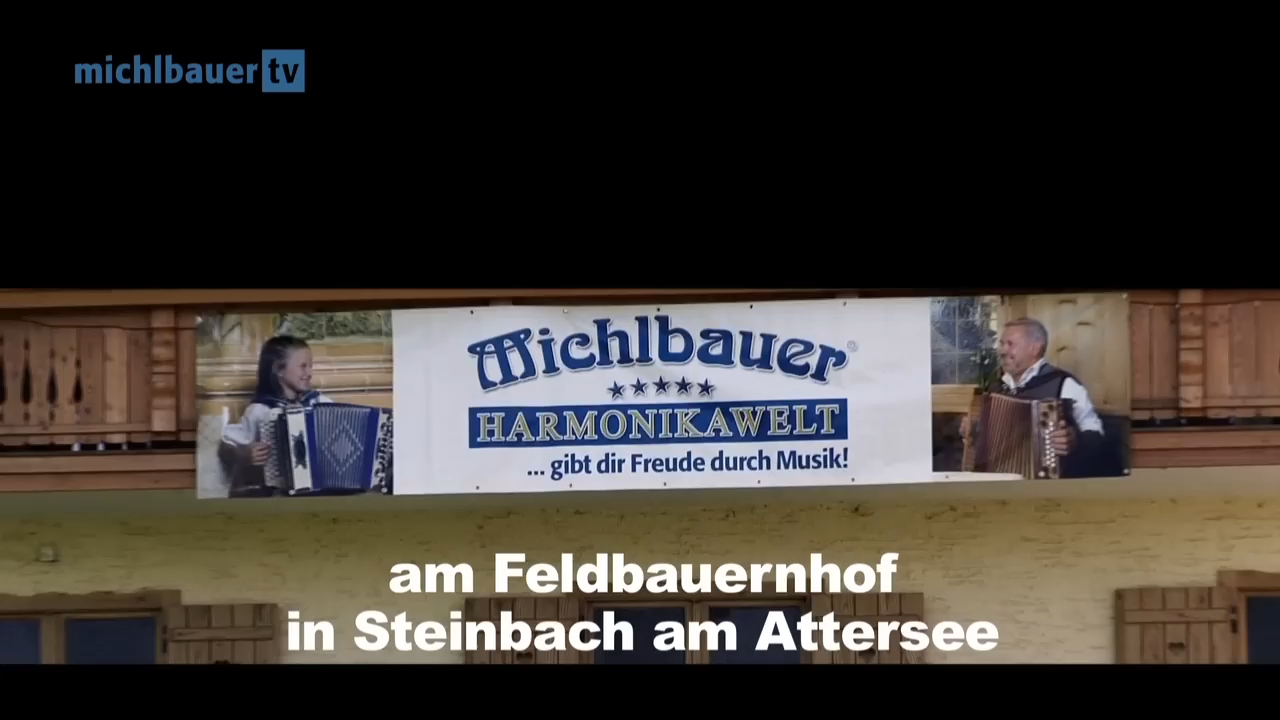 michlbauer tv
Michlbauer®
HARMONIKAWELT
... gibt dir Freude durch Musik!
am Feldbauernhof
in Steinbach am Attersee